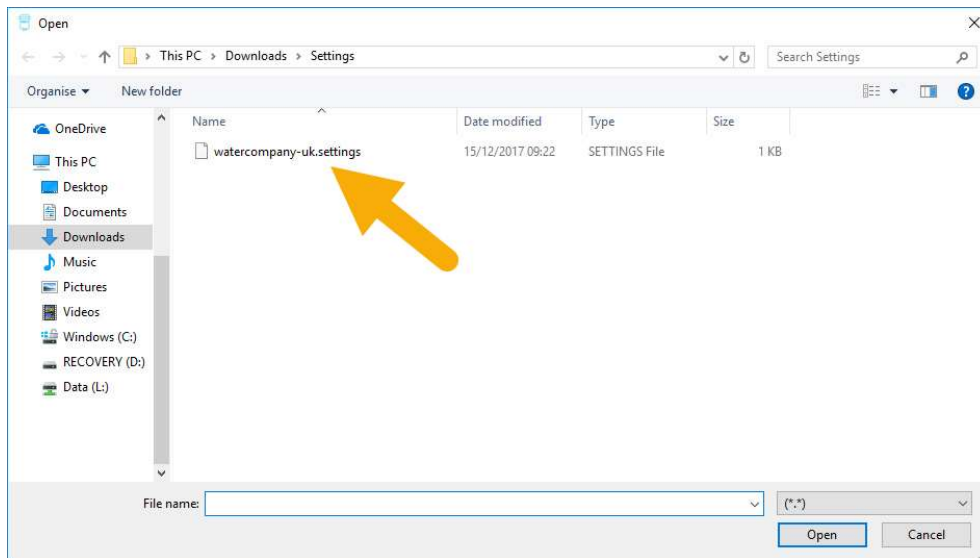 Open
This PC > Downloads > Settings
Search Settings
Organise
New folder
Name
Date modified
Type
Size
OneDrive
This PC
Desktop
Documents
Downloads
Music
Pictures
Videos
Windows (C:)
RECOVERY (D:)
Data (L:)
watercompany-uk.settings
15/12/2017 09:22
SETTINGS File
1 KB
File name:
(*.*)
Open
Cancel